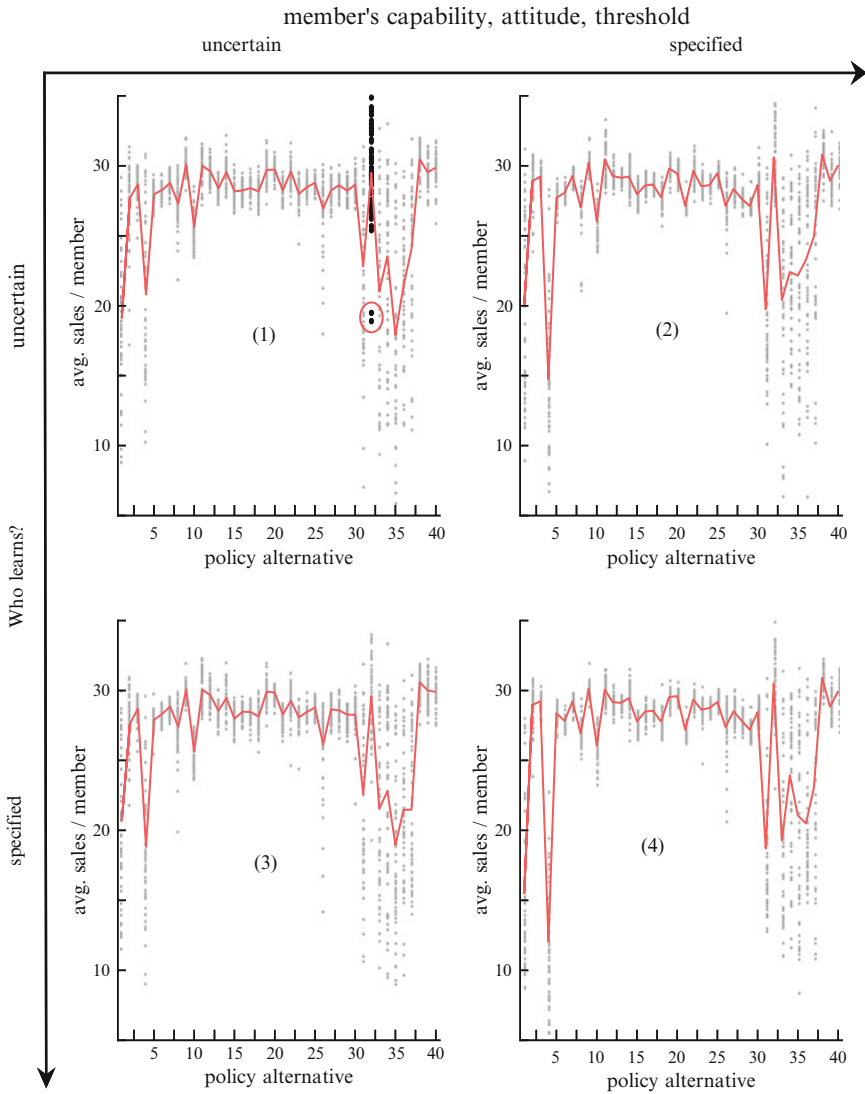 member's capability, attitude, threshold
uncertain
specified
Who learns?
uncertain
specified
avg. sales / member
30
20
10
(1)
5 10 15 20 25 30 35 40
policy alternative
avg. sales / member
30
20
10
(2)
5 10 15 20 25 30 35 40
policy alternative
avg. sales / member
30
20
10
(3)
5 10 15 20 25 30 35 40
policy alternative
avg. sales / member
30
20
10
(4)
5 10 15 20 25 30 35 40
policy alternative